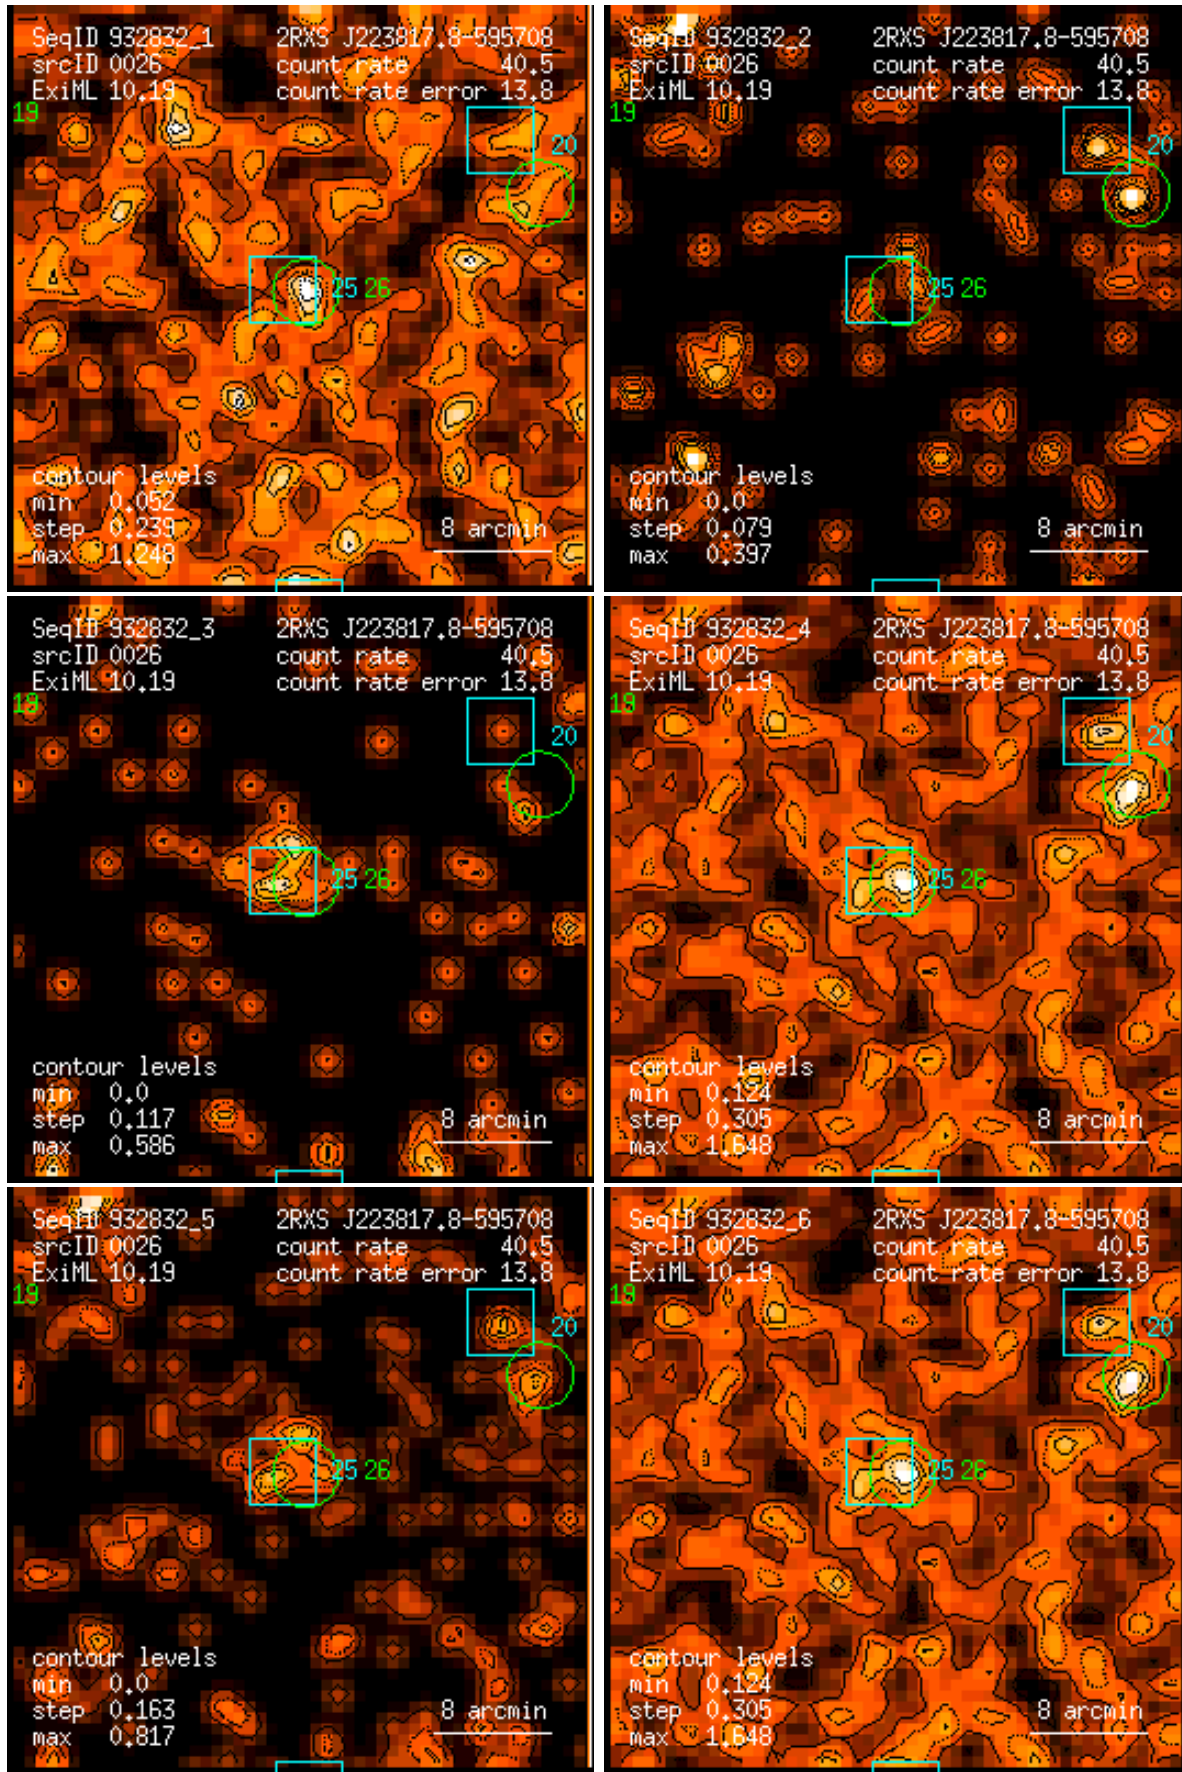 SeqID 932832_1 2RXS J223817.8-595708
srcID 0026 count rate 40.5
ExiML 10.19 count rate error 13.8
19
20
25 26
contour levels
min 0.052
step 0.239 8 arcmin
max 1.248
SeqID 932832_2 2RXS J223817.8-595708
srcID 0026 count rate 40.5
ExiML 10.19 count rate error 13.8
19
20
25 26
contour levels
min 0.0
step 0.079 8 arcmin
max 0.397
SeqID 932832_3 2RXS J223817.8-595708
srcID 0026 count rate 40.5
ExiML 10.19 count rate error 13.8
19
20
25 26
contour levels
min 0.0
step 0.117 8 arcmin
max 0.586
SeqID 932832_4 2RXS J223817.8-595708
srcID 0026 count rate 40.5
ExiML 10.19 count rate error 13.8
19
20
25 26
contour levels
min 0.124
step 0.305 8 arcmin
max 1.648
SeqID 932832_5 2RXS J223817.8-595708
srcID 0026 count rate 40.5
ExiML 10.19 count rate error 13.8
19
20
25 26
contour levels
min 0.0
step 0.163 8 arcmin
max 0.817
SeqID 932832_6 2RXS J223817.8-595708
srcID 0026 count rate 40.5
ExiML 10.19 count rate error 13.8
19
20
25 26
contour levels
min 0.124
step 0.305 8 arcmin
max 1.648